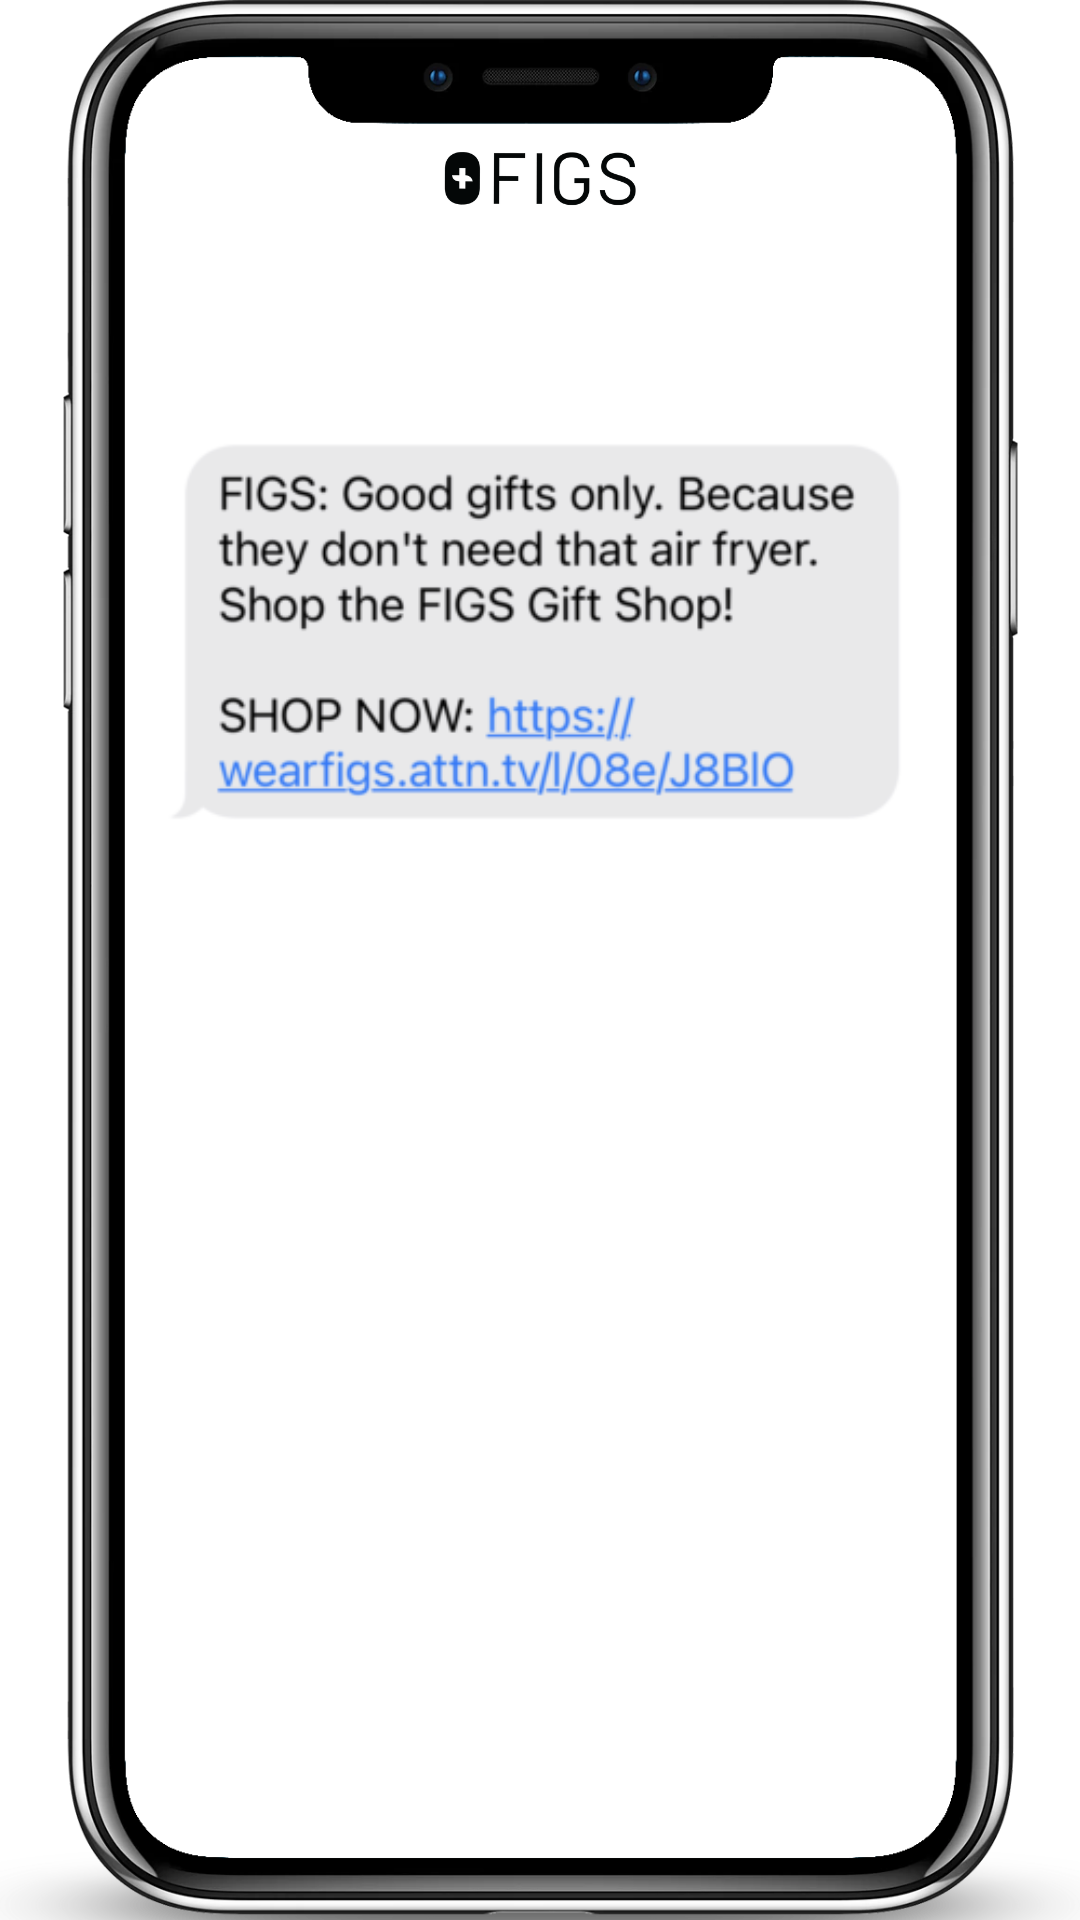 FIGS
FIGS: Good gifts only. Because
they don't need that air fryer.
Shop the FIGS Gift Shop!
SHOP NOW: https://
wearfigs.attn.tv/l/08e/J8BlO